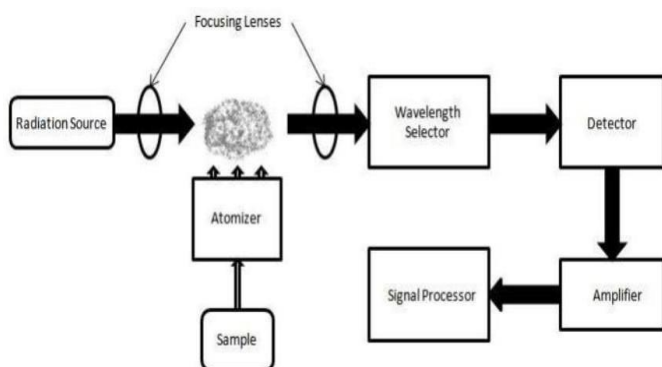 Focusing Lenses
Radiation Source
Wavelength
Selector
Detector
Atomizer
Signal Processor
Amplifier
Sample